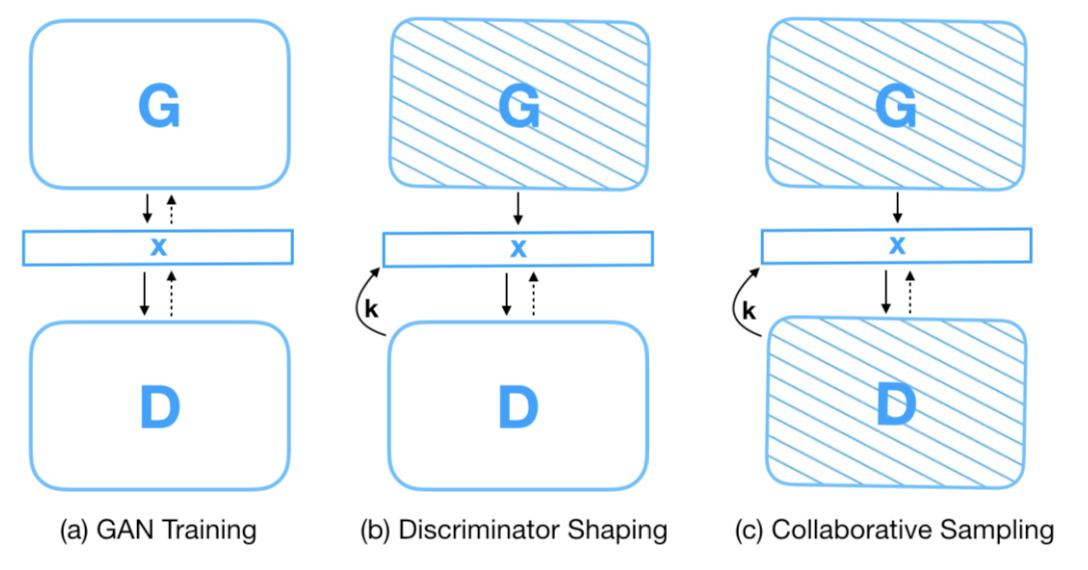 G
G
G
x
x
x
k
k
D
D
D
(a) GAN Training
(b) Discriminator Shaping
(c) Collaborative Sampling